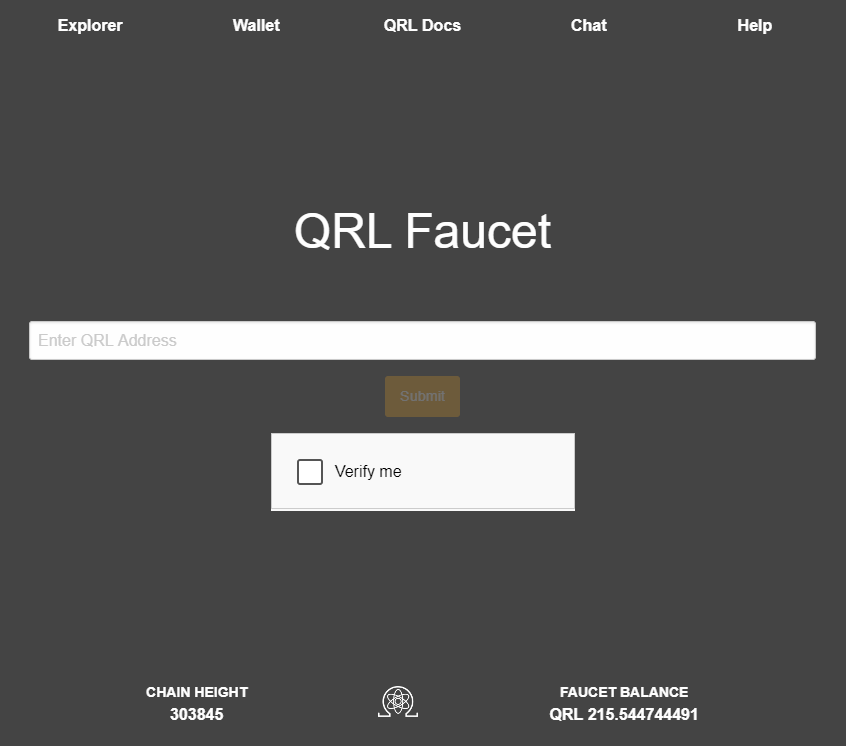 Explorer Wallet QRL Docs Chat Help
QRL Faucet
Enter QRL Address
Submit
Verify me
CHAIN HEIGHT
303845
FAUCET BALANCE
QRL 215.544744491